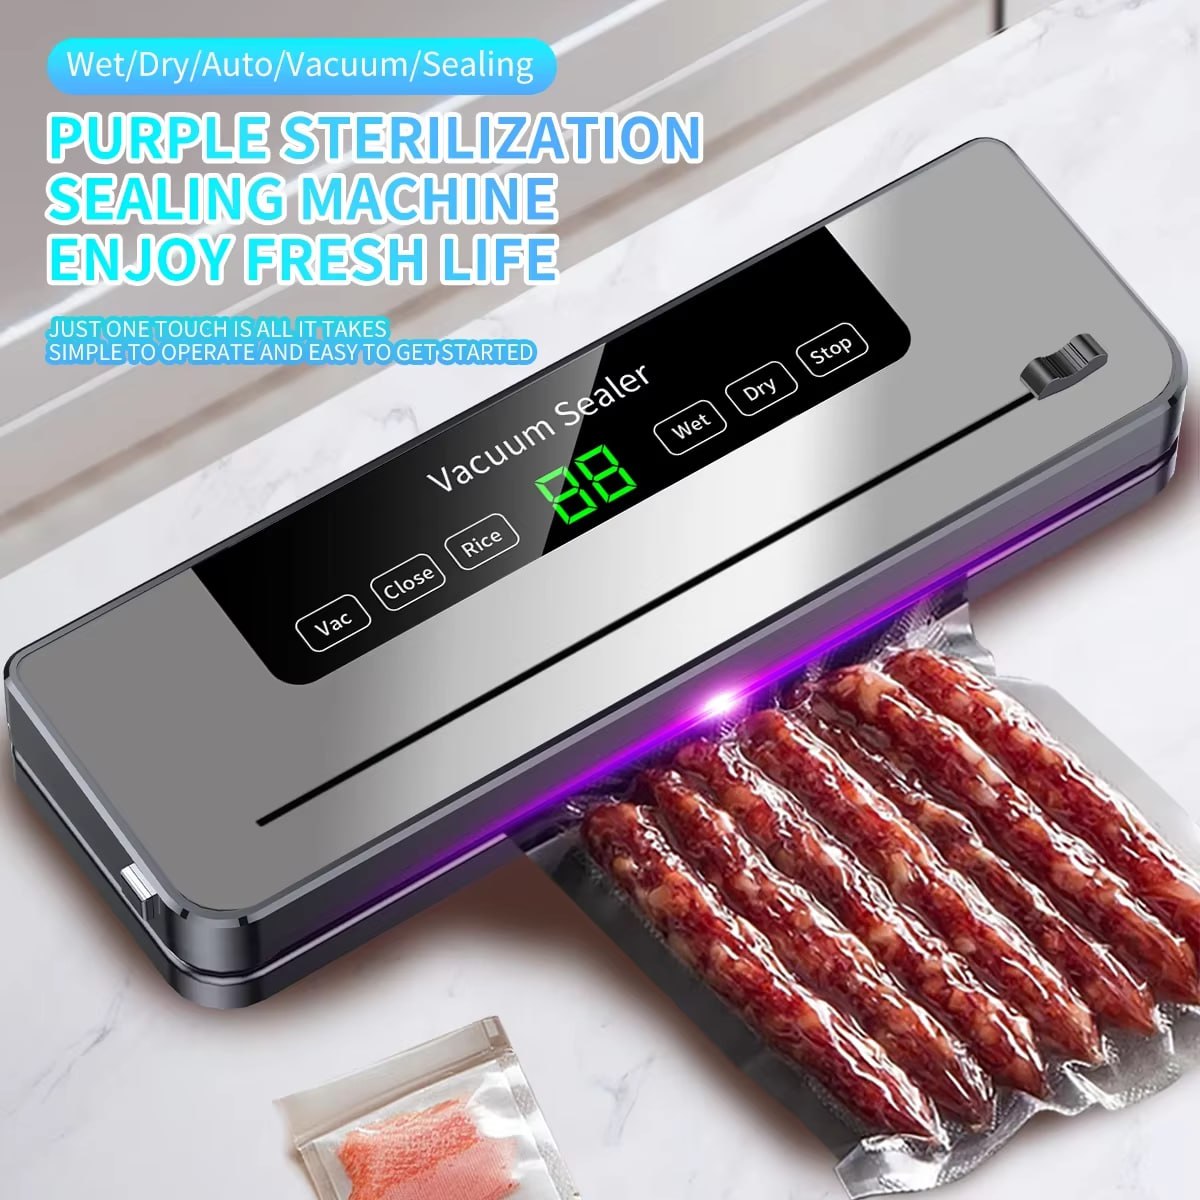 Wet/Dry/Auto/Vacuum/Sealing
PURPLE STERILIZATION
SEALING MACHINE
ENJOY FRESH LIFE
JUST ONE TOUCH IS ALL IT TAKES
SIMPLE TO OPERATE AND EASY TO GET STARTED
Vacuum Sealer
88
Vac
Close
Rice
Wet
Dry
Stop